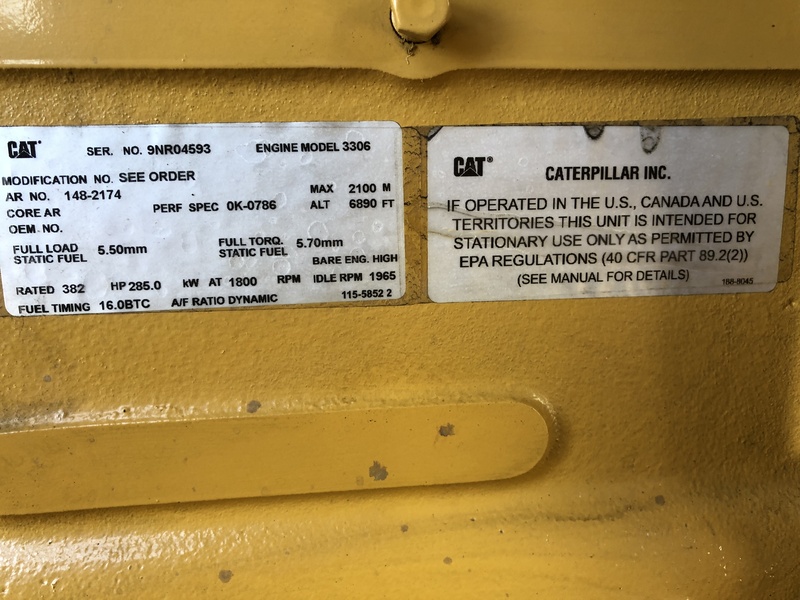 CAT® SER. NO. 9NR04593 ENGINE MODEL 3306
MODIFICATION NO. SEE ORDER
AR NO. 148-2174 MAX 2100 M
CORE AR PERF SPEC 0K-0786 ALT 6890 FT
OEM NO.
FULL LOAD 5.50mm FULL TORQ. 5.70mm
STATIC FUEL STATIC FUEL
BARE ENG. HIGH
RATED 382 HP 285.0 kW AT 1800 RPM IDLE RPM 1965
FUEL TIMING 16.0BTC A/F RATIO DYNAMIC 115-5852 2
CAT® CATERPILLAR INC.
IF OPERATED IN THE U.S., CANADA AND U.S.
TERRITORIES THIS UNIT IS INTENDED FOR
STATIONARY USE ONLY AS PERMITTED BY
EPA REGULATIONS (40 CFR PART 89.2(2))
(SEE MANUAL FOR DETAILS)
188-8045